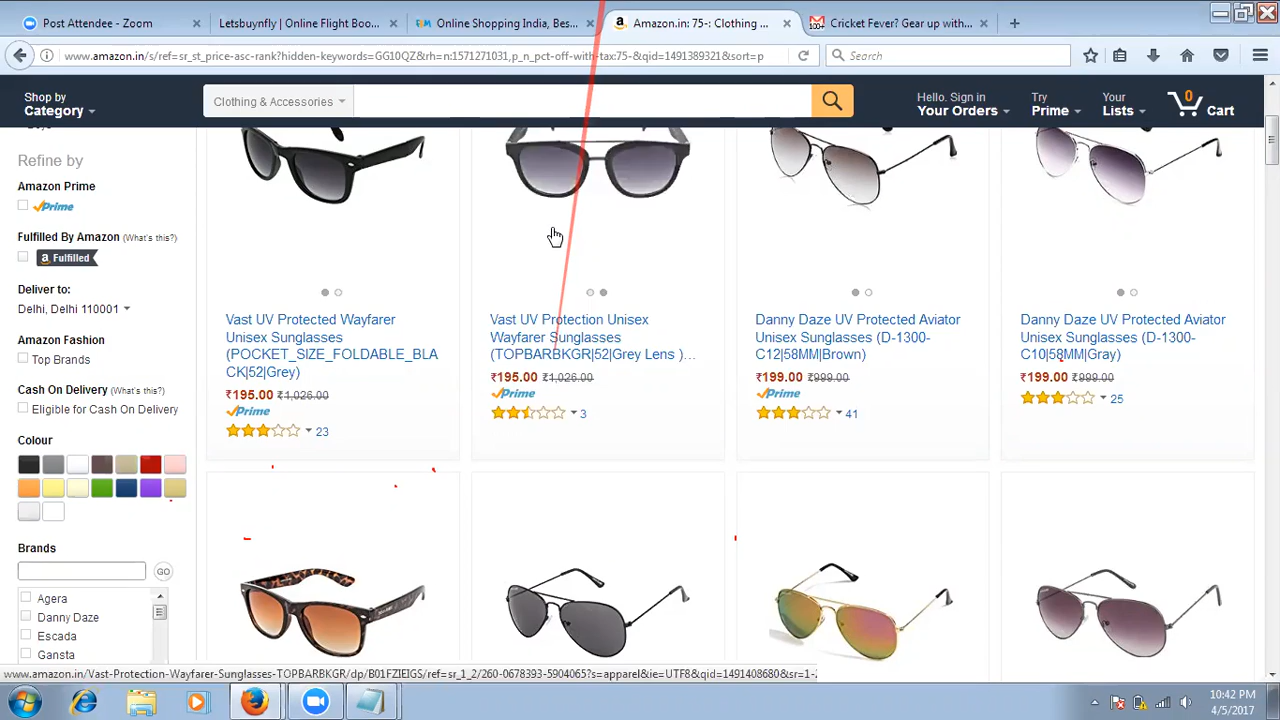 Post Attendee - Zoom
Letsbuynfly | Online Flight Boo...
Online Shopping India, Bes...
Amazon.in: 75-: Clothing ...
Cricket Fever? Gear up with...
www.amazon.in/s/ref=sr_st_price-asc-rank?hidden-keywords=GG10QZ&rh=n:1571271031,p_n_pct-off-with-tax:75-&qid=1491389321&sort=p
Search
Shop by
Category
Clothing & Accessories
Hello. Sign in
Your Orders
Try
Prime
Your
Lists
0
Cart
Refine by
Amazon Prime
Prime
Fulfilled By Amazon (What's this?)
a Fulfilled
Deliver to:
Delhi, Delhi 110001
Amazon Fashion
Top Brands
Cash On Delivery (What's this?)
Eligible for Cash On Delivery
Colour
Brands
GO
Agera
Danny Daze
Escada
Gansta
Vast UV Protected Wayfarer
Unisex Sunglasses
(POCKET_SIZE_FOLDABLE_BLA
CK|52|Grey)
₹195.00 ₹1,026.00
Prime
23
Vast UV Protection Unisex
Wayfarer Sunglasses
(TOPBARBKGR|52|Grey Lens )...
₹195.00 ₹1,026.00
Prime
3
Danny Daze UV Protected Aviator
Unisex Sunglasses (D-1300-
C12|58MM|Brown)
₹199.00 ₹999.00
Prime
41
Danny Daze UV Protected Aviator
Unisex Sunglasses (D-1300-
C10|58MM|Gray)
₹199.00 ₹999.00
25
www.amazon.in/Vast-Protection-Wayfarer-Sunglasses-TOPBARBKGR/dp/B01FZIEIGS/ref=sr_1_2/260-0678393-5904065?s=apparel&ie=UTF8&qid=1491408680&sr=1-2
10:42 PM
4/5/2017